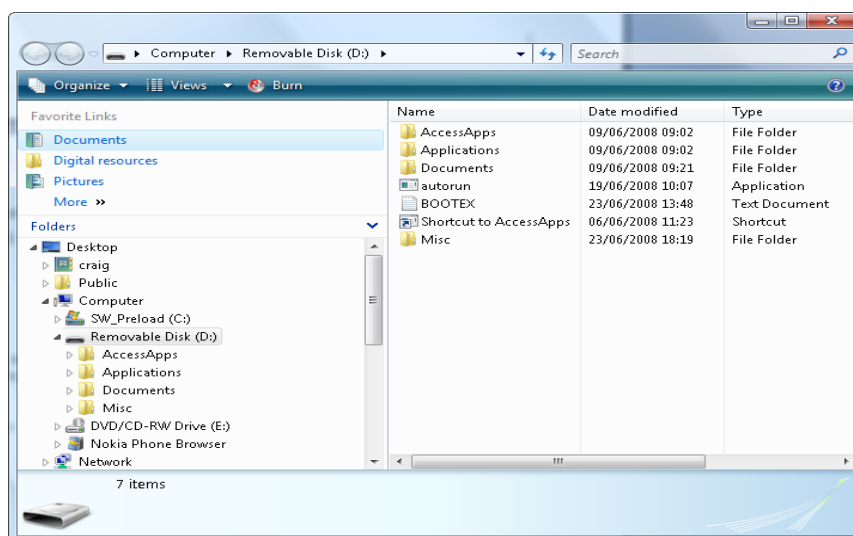 Computer Removable Disk (D:)
Search
Organize Views Burn
Favorite Links
Documents
Digital resources
Pictures
More »
Folders
Desktop
craig
Public
Computer
SW_Preload (C:)
Removable Disk (D:)
AccessApps
Applications
Documents
Misc
DVD/CD-RW Drive (E:)
Nokia Phone Browser
Network
Name Date modified Type
AccessApps 09/06/2008 09:02 File Folder
Applications 09/06/2008 09:02 File Folder
Documents 09/06/2008 09:21 File Folder
autorun 19/06/2008 10:07 Application
BOOTEX 23/06/2008 13:48 Text Document
Shortcut to AccessApps 06/06/2008 11:23 Shortcut
Misc 23/06/2008 18:19 File Folder
7 items